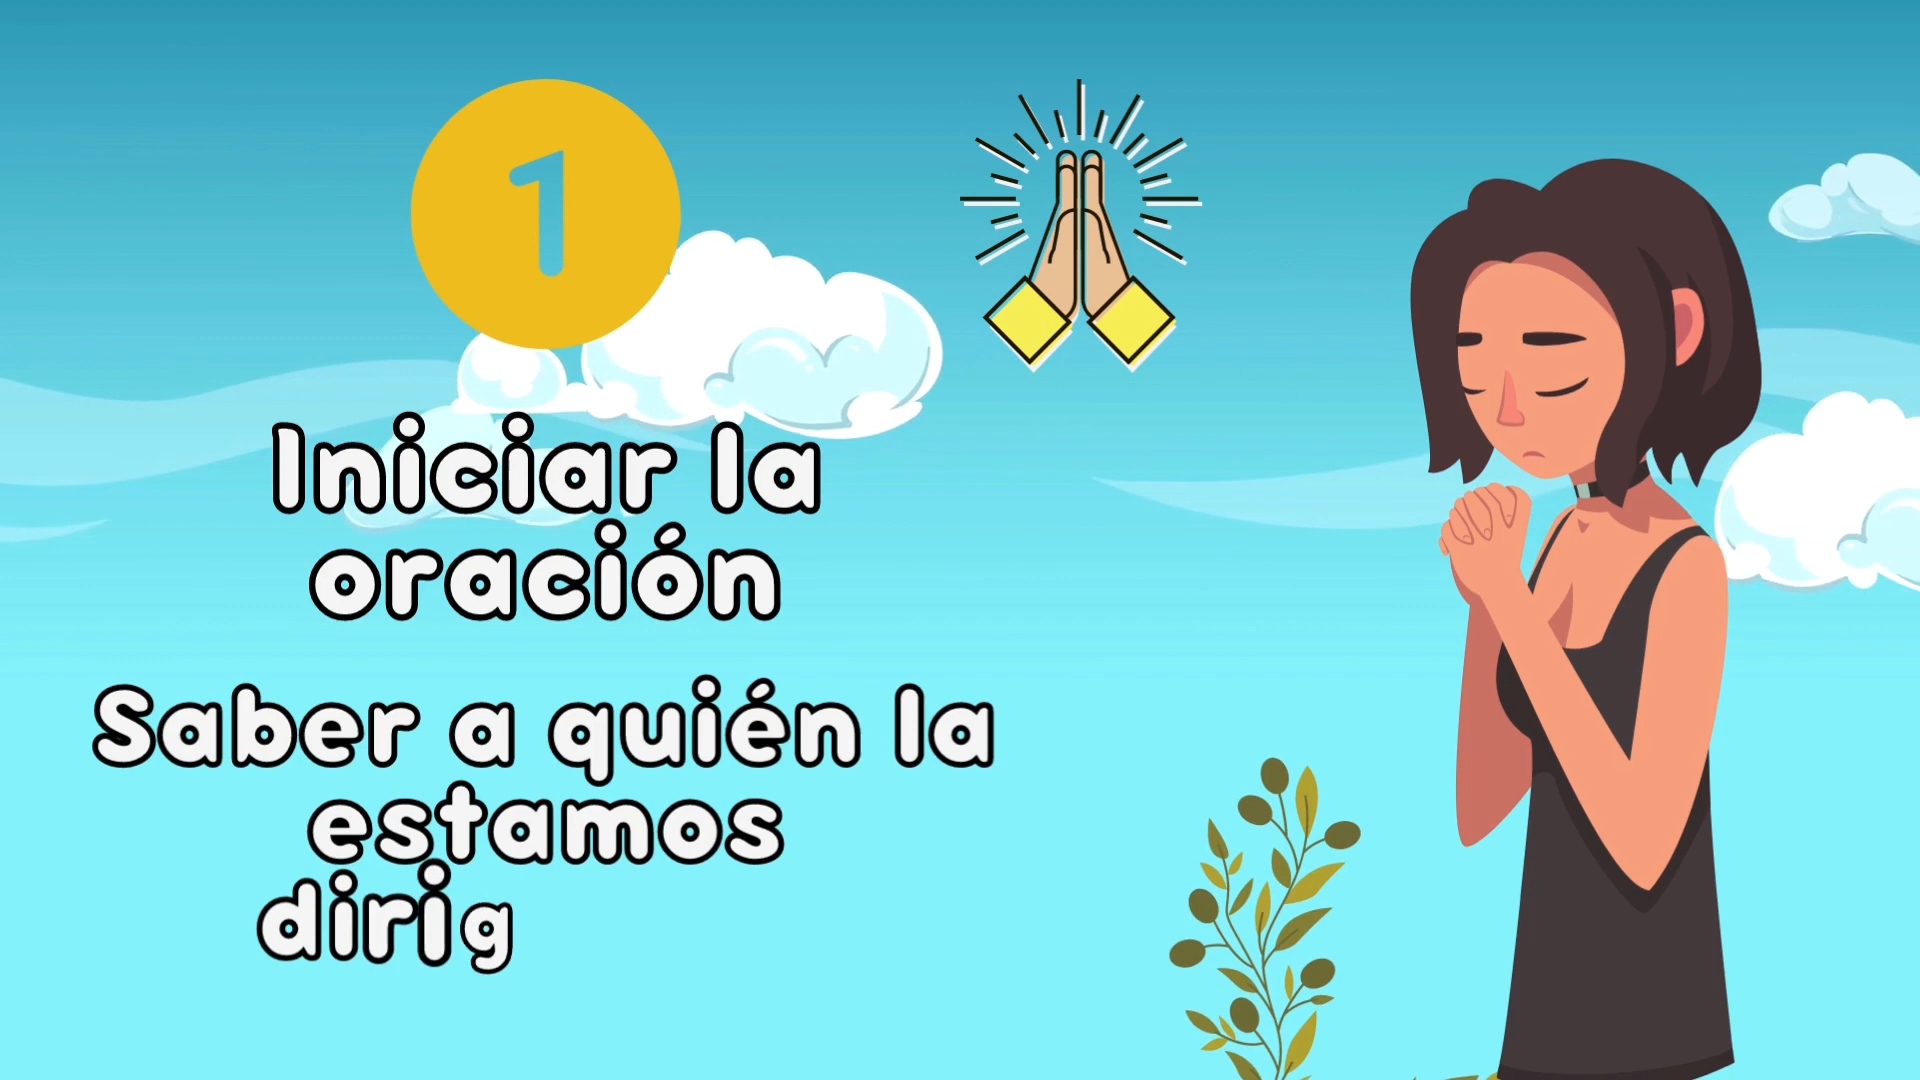 1
Iniciar la
oración
Saber a quién la
estamos
dirig